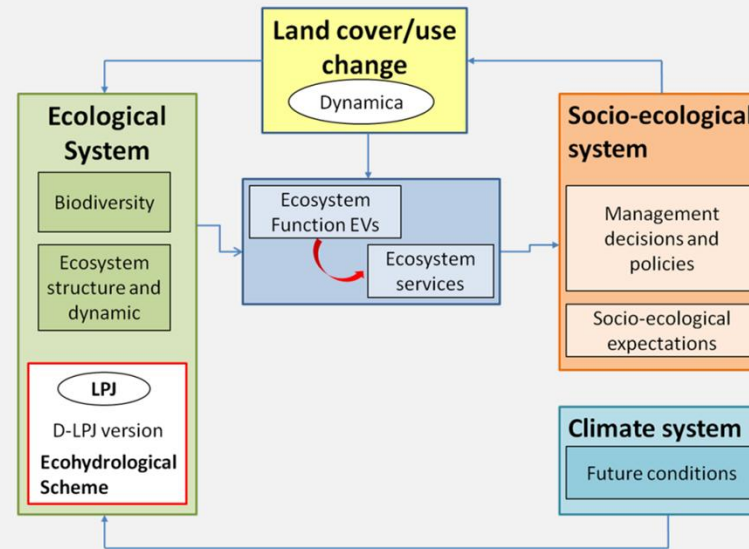 Land cover/use
change
Dynamica
Ecological
System
Biodiversity
Ecosystem
structure and
dynamic
LPJ
D-LPJ version
Ecohydrological
Scheme
Ecosystem
Function EVs
Ecosystem
services
Socio-ecological
system
Management
decisions and
policies
Socio-ecological
expectations
Climate system
Future conditions